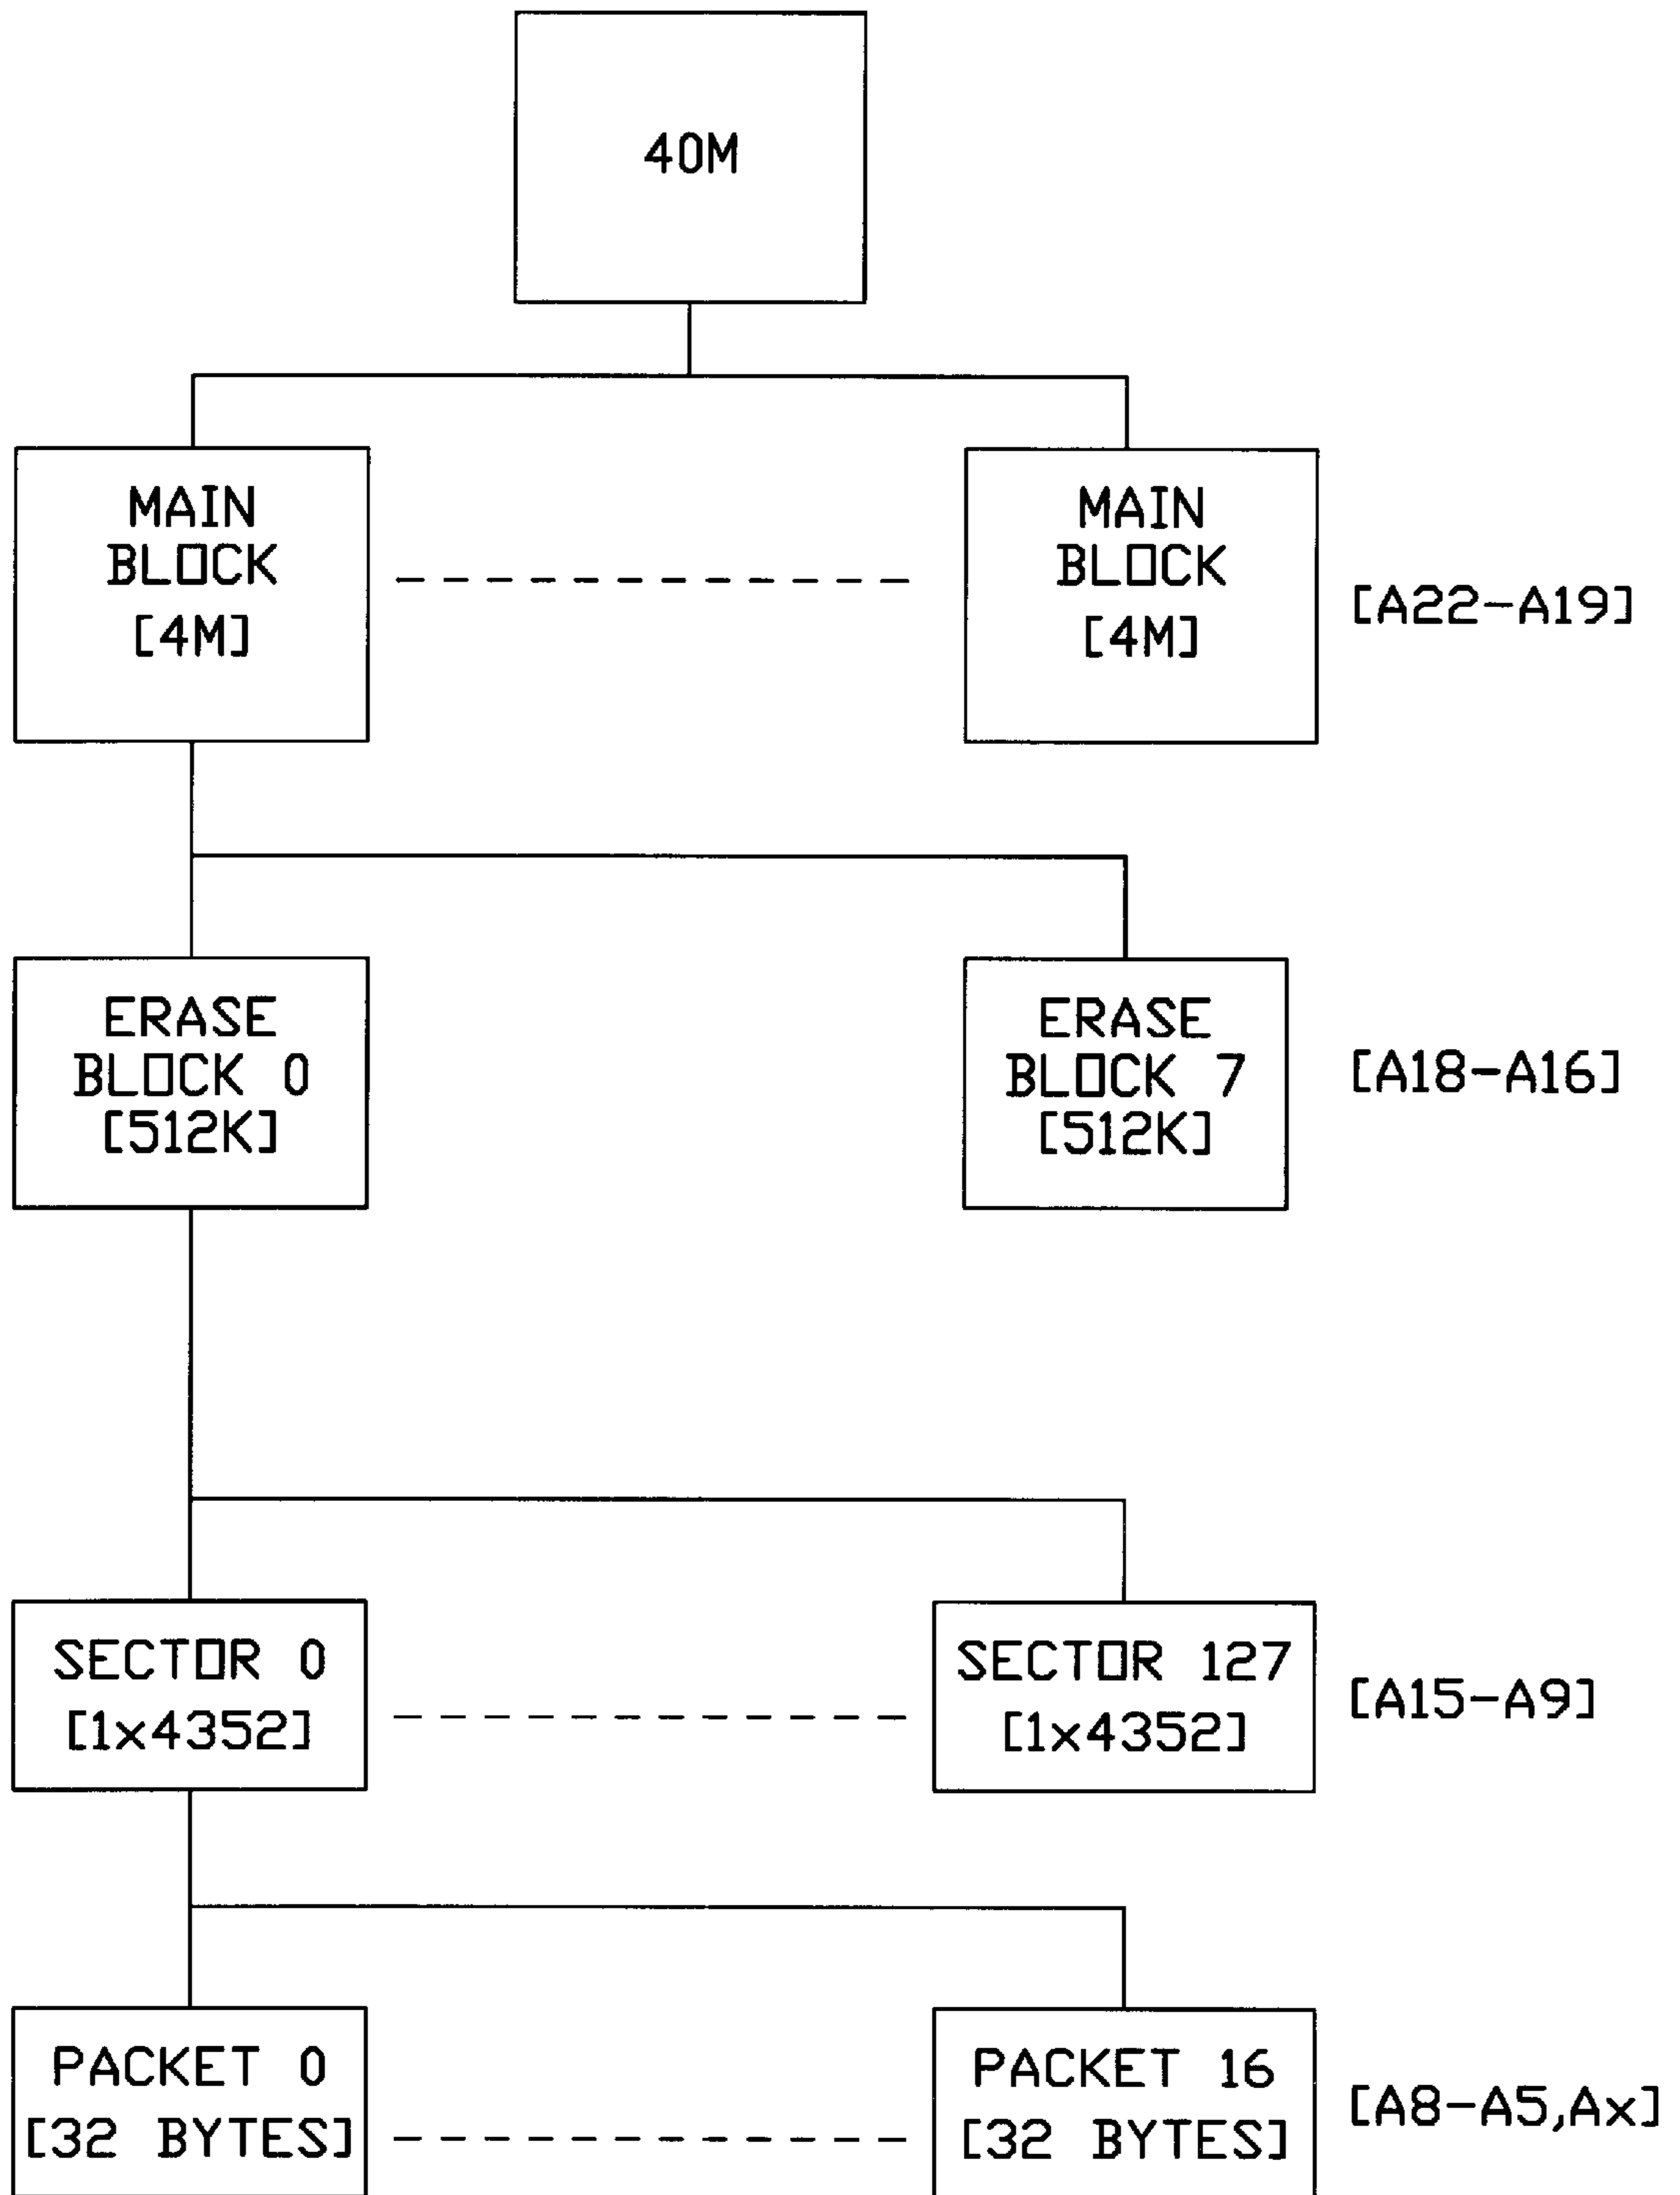 40M
MAIN
BLOCK
[4M]
MAIN
BLOCK
[4M]
[A22-A19]
ERASE
BLOCK 0
[512K]
ERASE
BLOCK 7
[512K]
[A18-A16]
SECTOR 0
[1x4352]
SECTOR 127
[1x4352]
[A15-A9]
PACKET 0
[32 BYTES]
PACKET 16
[32 BYTES]
[A8-A5,Ax]